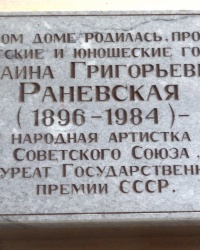 ОМ ДОМЕ РОДИЛАСЬ, ПРО
СКИЕ И ЮНОШЕСКИЕ ГО
АИНА ГРИГОРЬЕВ
РАНЕВСКАЯ
(1896-1984)-
НАРОДНАЯ АРТИСТКА
СОВЕТСКОГО СОЮЗА,
УРЕАТ ГОСУДАРСТВЕНН
ПРЕМИИ СССР.